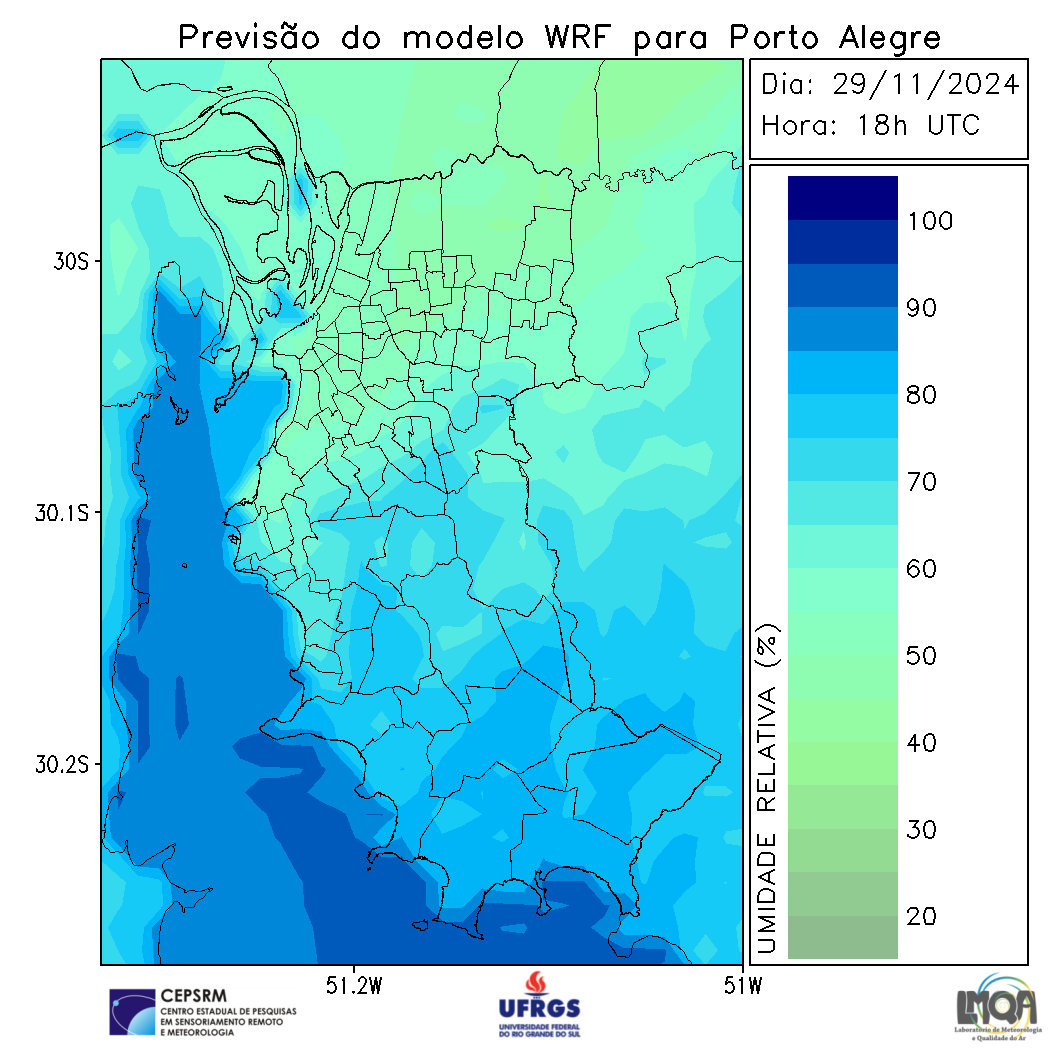 Previsão do modelo WRF para Porto Alegre
Dia: 29/11/2024
Hora: 18h UTC
100
90
80
70
60
50
40
30
20
UMIDADE RELATIVA (%)
30S
30.1S
30.2S
51.2W
51W
CEPSRM
CENTRO ESTADUAL DE PESQUISAS
EM SENSORIAMENTO REMOTO
E METEOROLOGIA
UFRGS
UNIVERSIDADE FEDERAL
DO RIO GRANDE DO SUL
LMQA
Laboratório de Meteorologia
e Qualidade do Ar